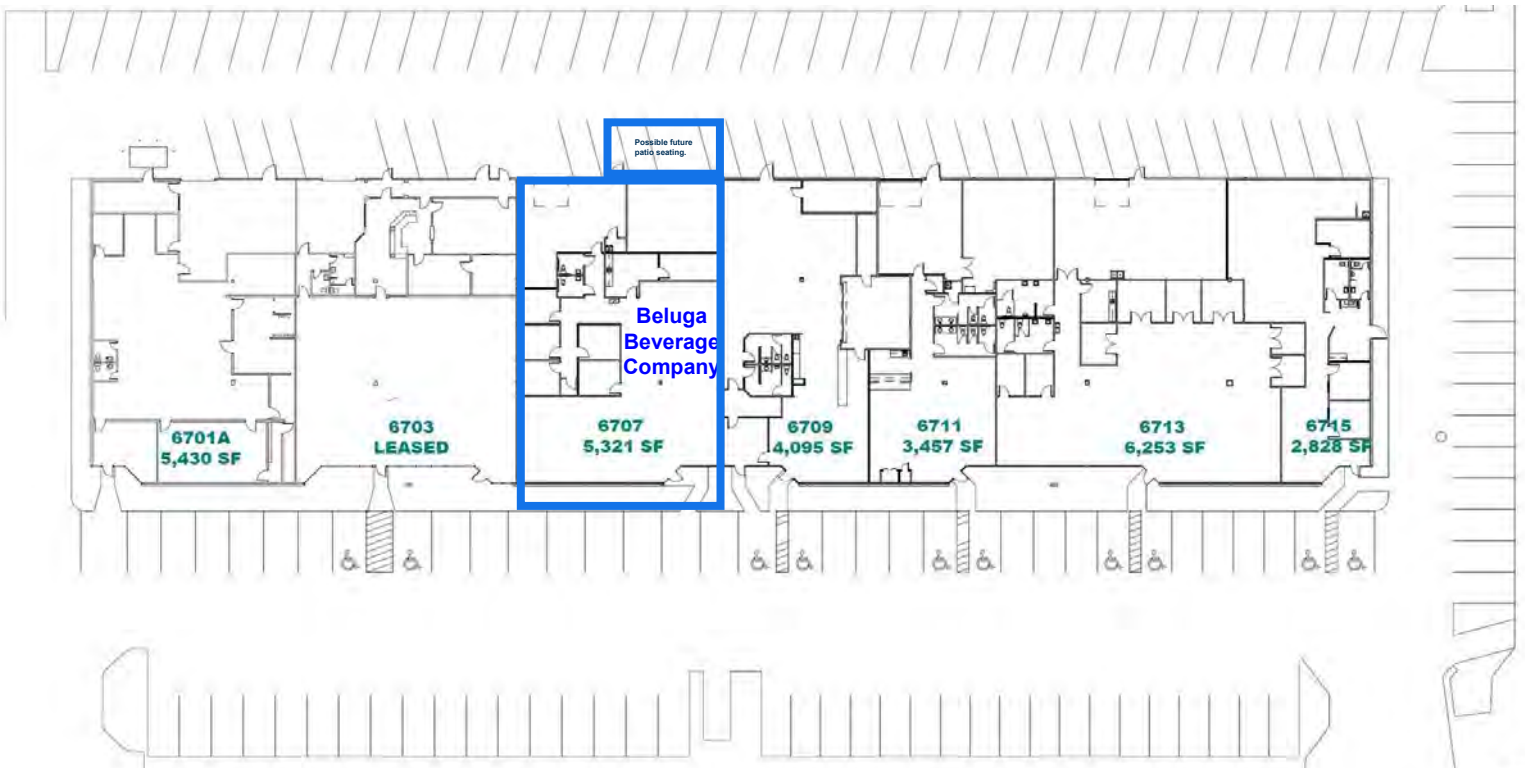 Possible future
patio seating.
Beluga
Beverage
Company
6701A
5,430 SF
6703
LEASED
6707
5,321 SF
6709
4,095 SF
6711
3,457 SF
6713
6,253 SF
6715
2,828 SF